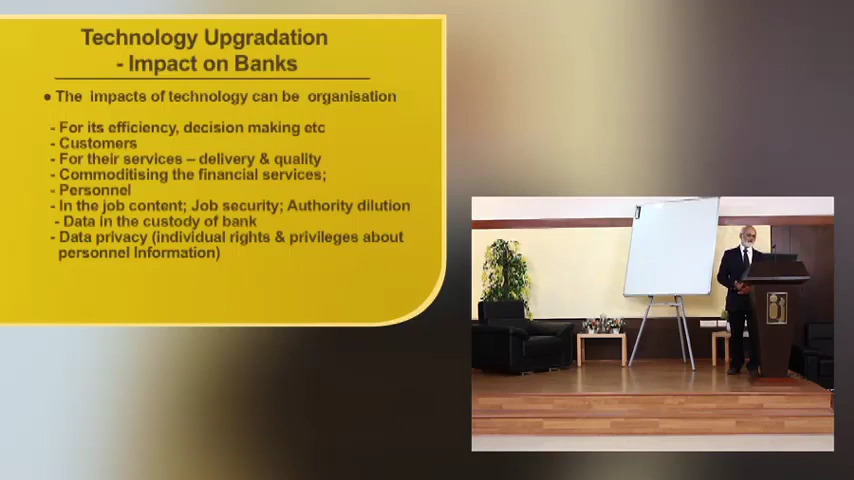 Technology Upgradation
- Impact on Banks
● The impacts of technology can be organisation
- For its efficiency, decision making etc
- Customers
- For their services – delivery & quality
- Commoditising the financial services;
- Personnel
- In the job content; Job security; Authority dilution
- Data in the custody of bank
- Data privacy (individual rights & privileges about
personnel Information)